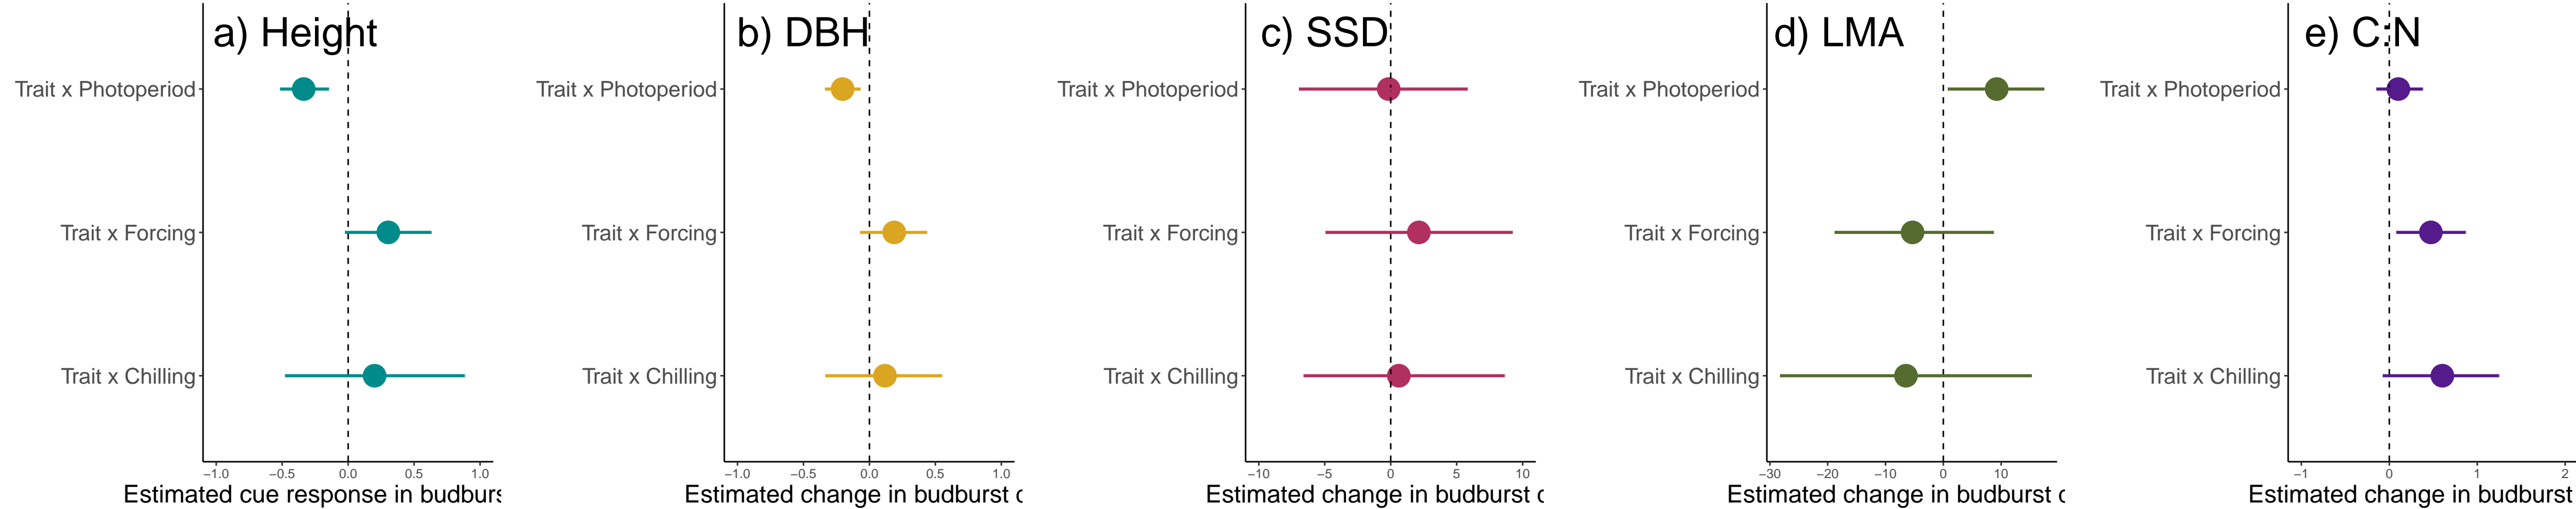 a) Height
Trait x Photoperiod
Trait x Forcing
Trait x Chilling
−1.0 −0.5 0.0 0.5 1.0
Estimated cue response in
b) DBH
Trait x Photoperiod
Trait x Forcing
Trait x Chilling
−1.0 −0.5 0.0 0.5 1.0
Estimated change in budburst
c) SSD
Trait x Photoperiod
Trait x Forcing
Trait x Chilling
−10 −5 0 5 10
Estimated change in budburst
d) LMA
Trait x Photoperiod
Trait x Forcing
Trait x Chilling
−30 −20 −10 0 10
Estimated change in budburst
e) C:N
Trait x Photoperiod
Trait x Forcing
Trait x Chilling
−1 0 1 2
Estimated change in budburst